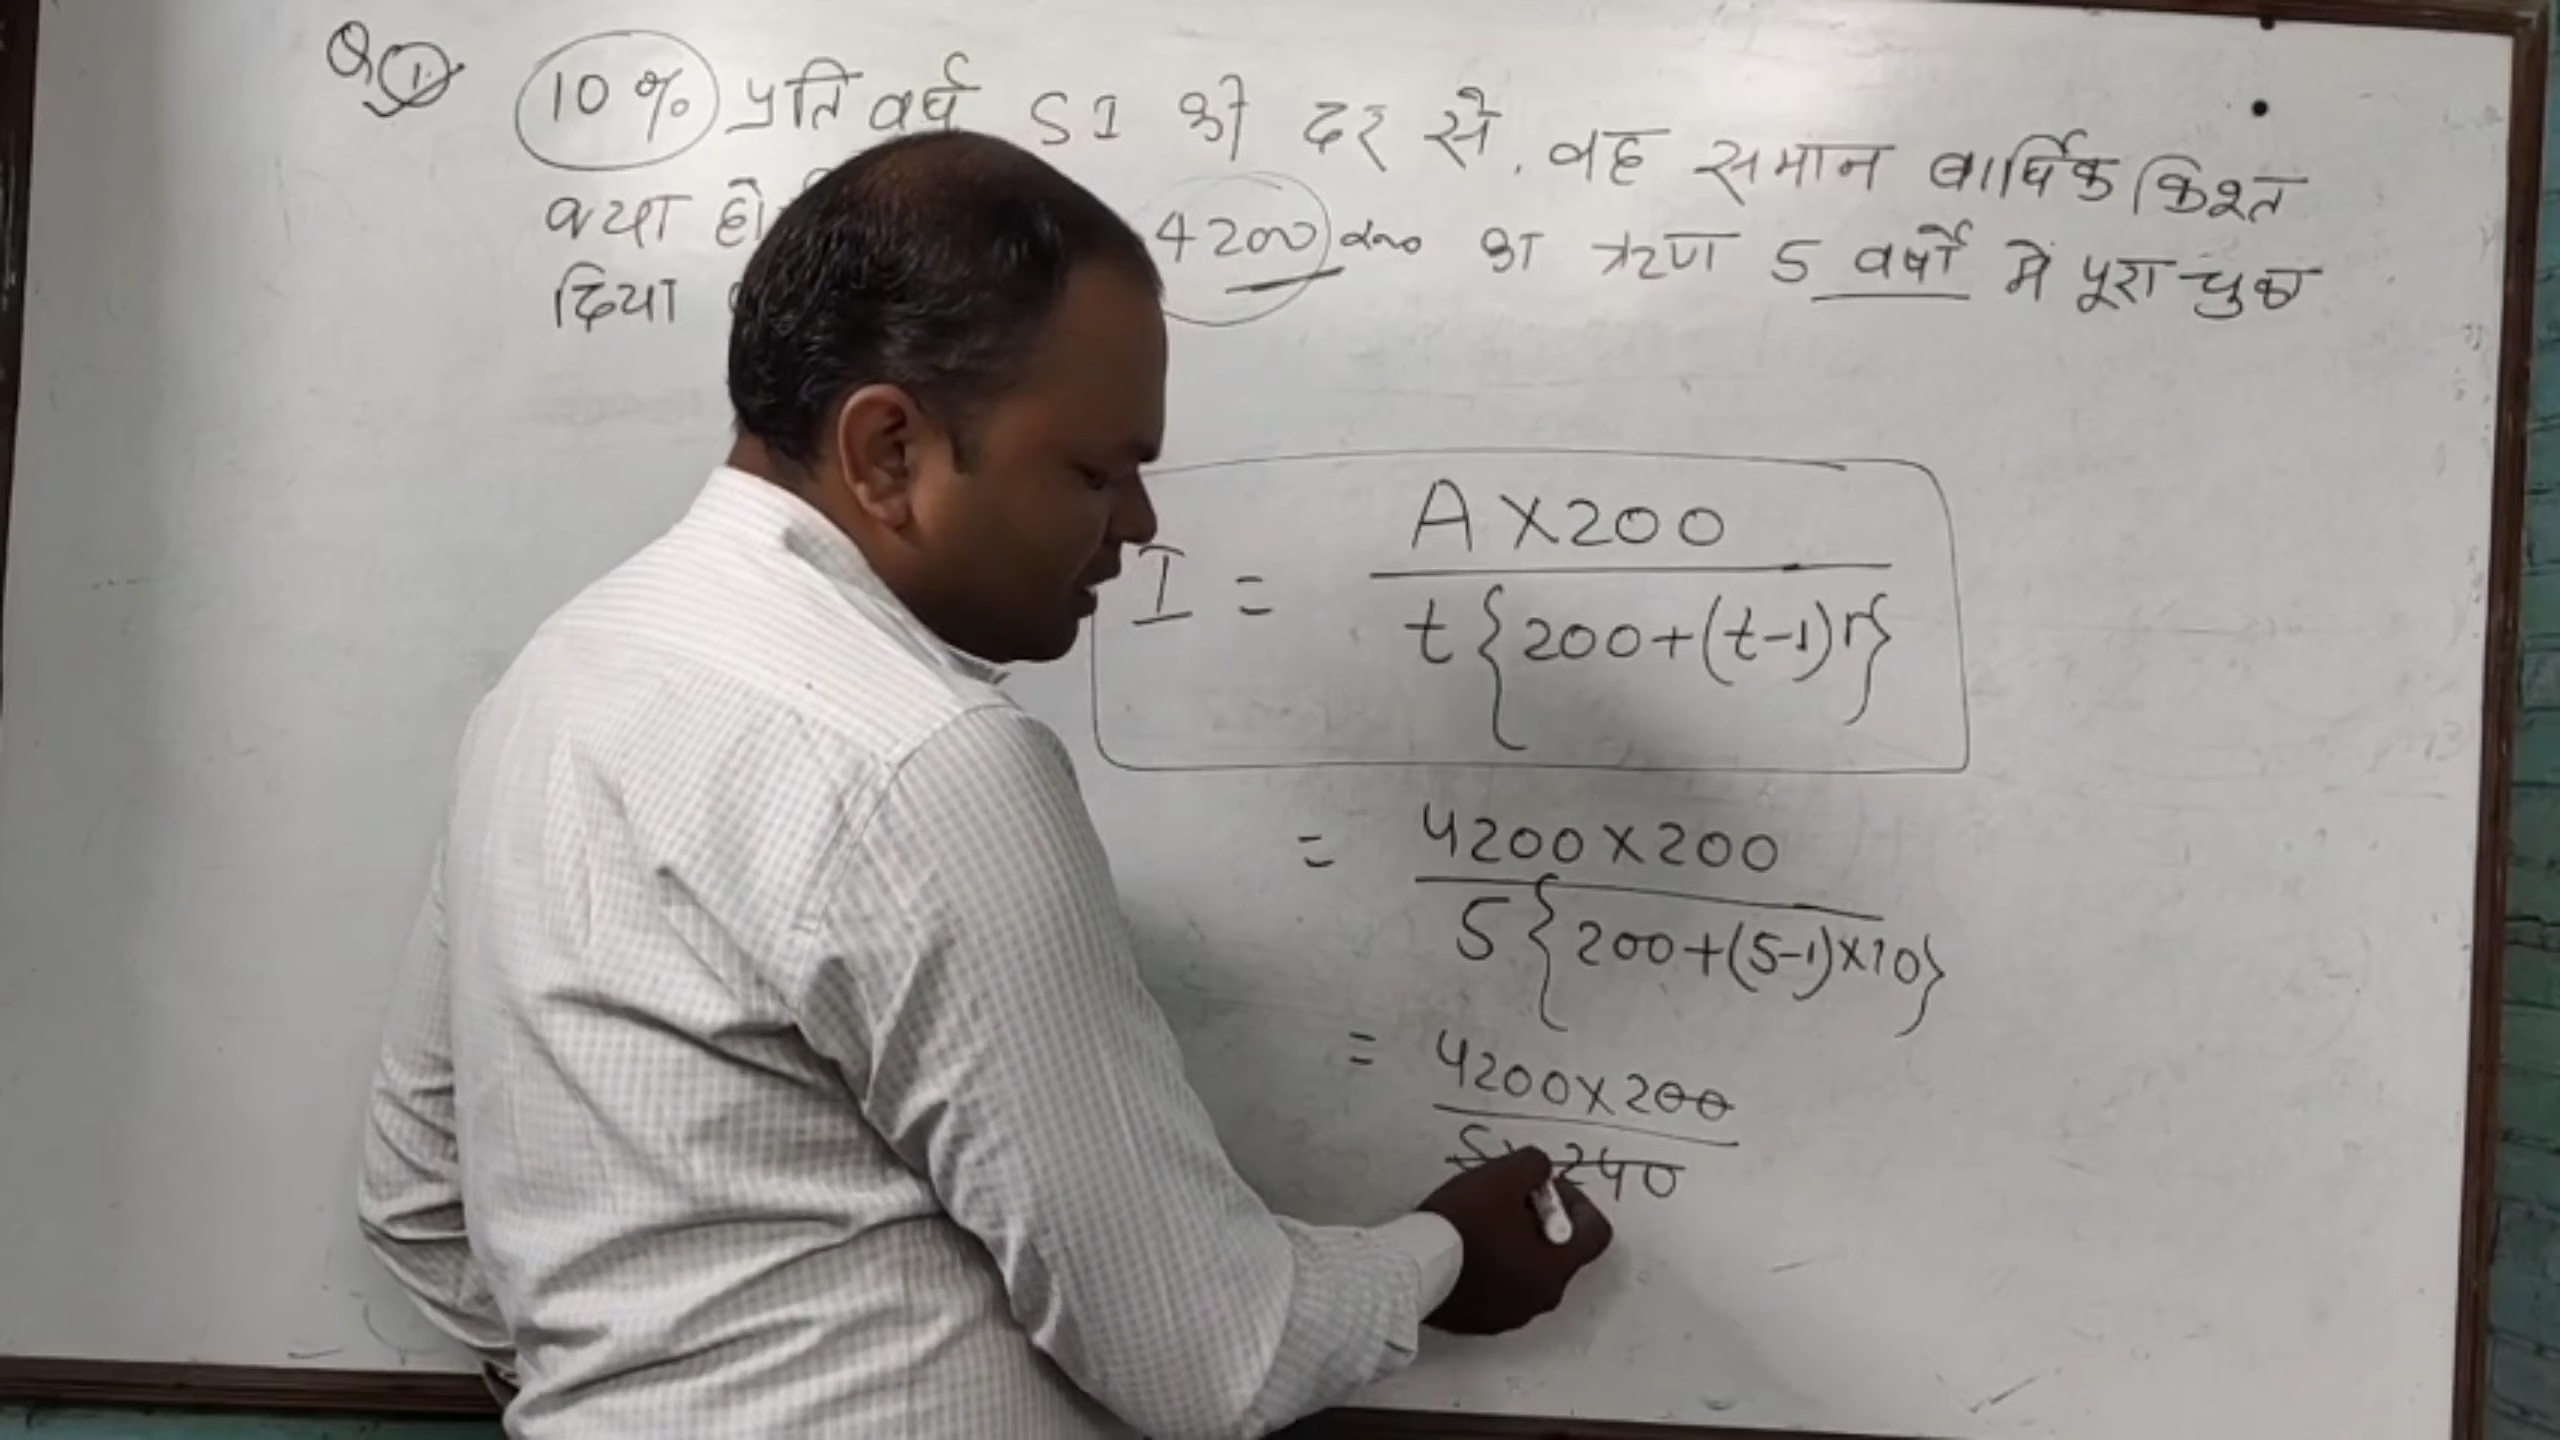 Q(1) 10% प्रति वर्ष SI की दर से, वह समान वार्षिक किश्त
क्या 4200 का ऋण 5 वर्षों में पूरा चुका
दिया
I = A×200 / t{200+(t-1)r}
= 4200×200 / 5{200+(5-1)×10}
= 4200×200 / 5×240